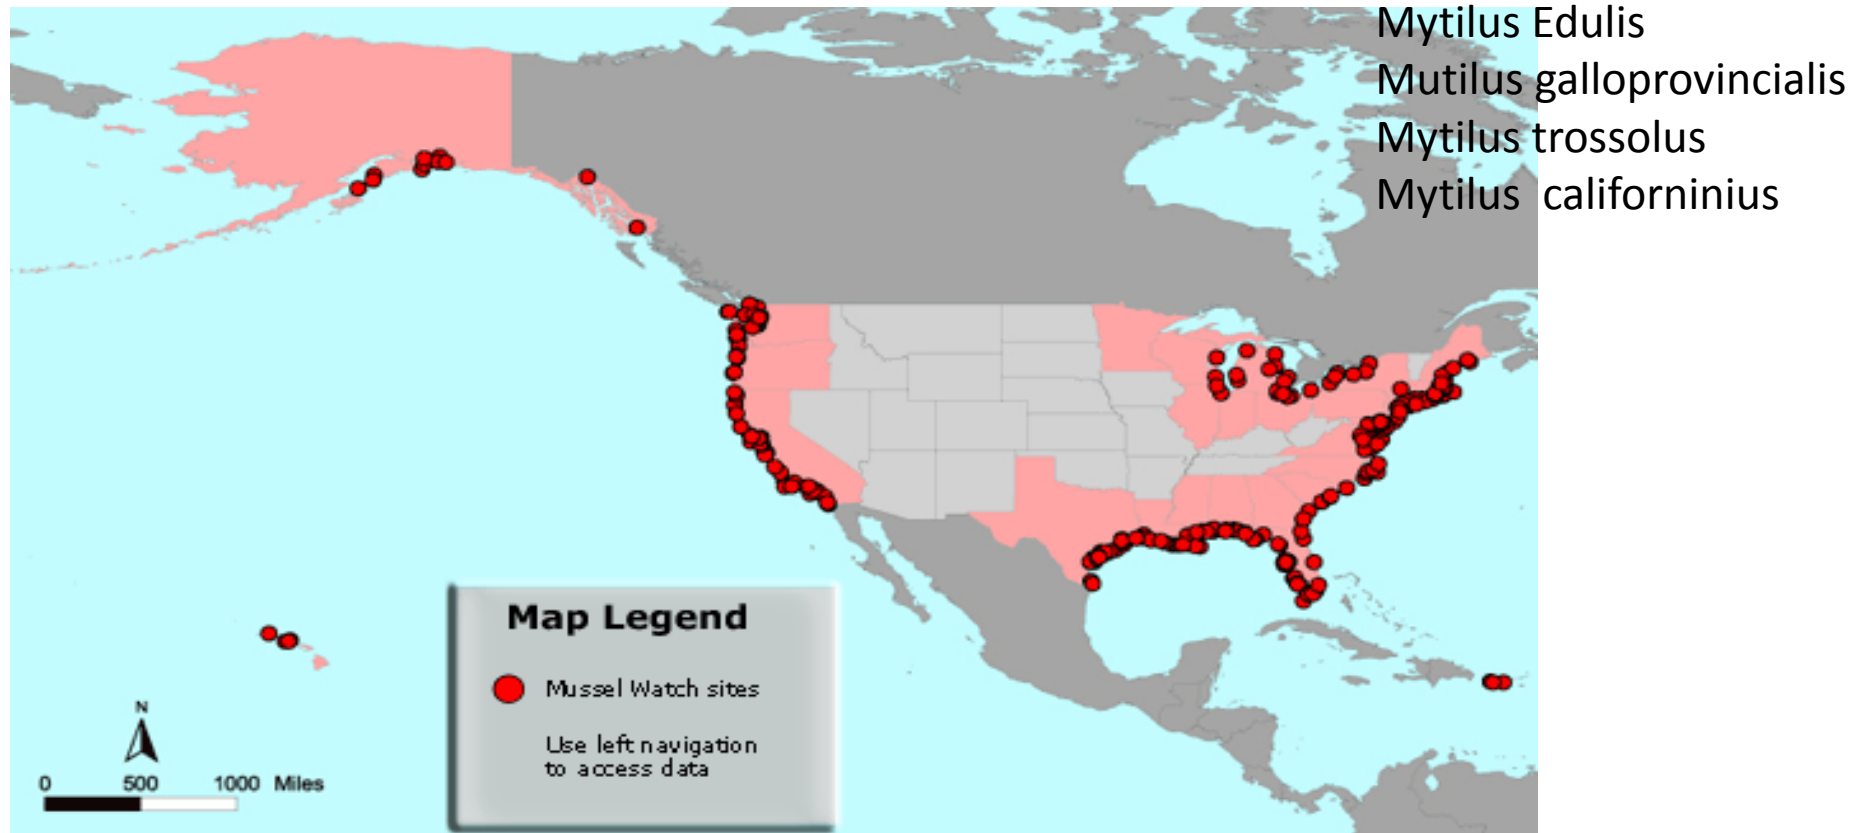 Mytilus Edulis
Mutilus galloprovincialis
Mytilus trossolus
Mytilus californinius
Map Legend
Mussel Watch sites
Use left navigation
to access data
N
0 500 1000 Miles